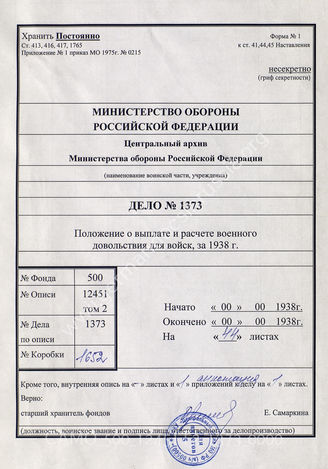 Хранить Постоянно
Форма № 1
Ст. 413, 416, 417, 1765
к ст. 41,44,45 Наставления
Приложение № 1 приказ МО 1975г. № 0215
несекретно
(гриф секретности)
МИНИСТЕРСТВО ОБОРОНЫ
РОССИЙСКОЙ ФЕДЕРАЦИИ
Центральный архив
Министерства обороны Российской Федерации
(наименование воинской части, учреждения)
ДЕЛО № 1373
Положение о выплате и расчете военного
довольствия для войск, за 1938 г.
№ Фонда 500
№ Описи 12451
том 2
№ Дела 1373
по описи
№ Коробки 1652
Начато « 00 » 00 1938г.
Окончено « 00 » 00 1938г.
На « 44 » листах
Кроме того, внутренняя опись на «-» листах и «1 аннотация» приложений к делу на «1» листах.
Верно:
старший хранитель фондов Е. Самаркина
(должность, воинское звание и подпись лица, ответственного за делопроизводство)